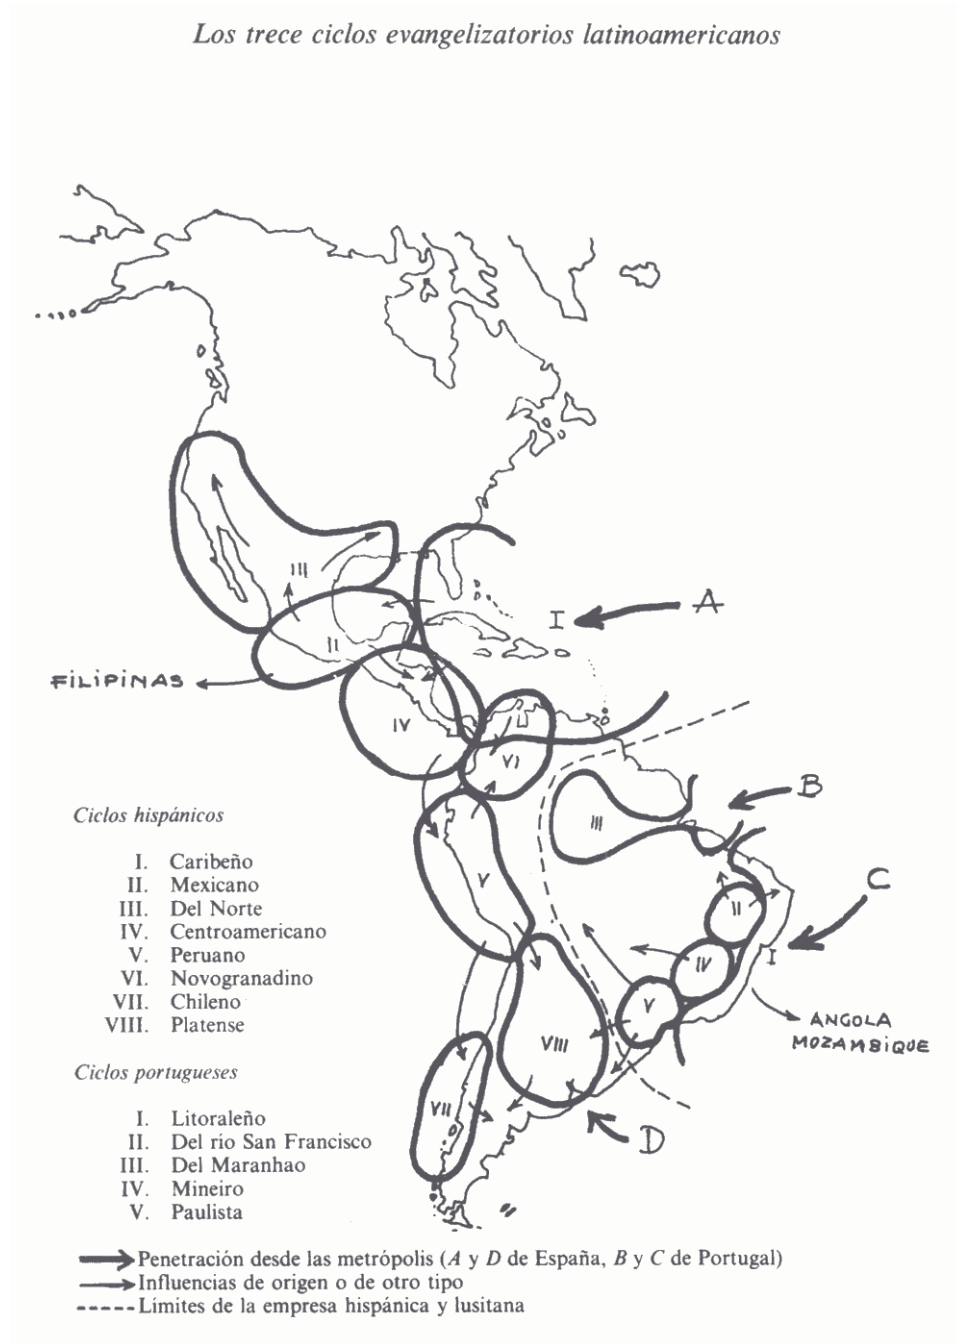 Los trece ciclos evangelizatorios latinoamericanos
III
I
A
II
FILIPINAS
IV
VI
B
III
Ciclos hispánicos
I. Caribeño
II. Mexicano
III. Del Norte
IV. Centroamericano
V. Peruano
VI. Novogranadino
VII. Chileno
VIII. Platense
V
C
II
I
IV
V
ANGOLA
MOZAMBIQUE
VIII
VII
D
Ciclos portugueses
I. Litoraleño
II. Del río San Francisco
III. Del Maranhao
IV. Mineiro
V. Paulista
Penetración desde las metrópolis (A y D de España, B y C de Portugal)
Influencias de origen o de otro tipo
Límites de la empresa hispánica y lusitana